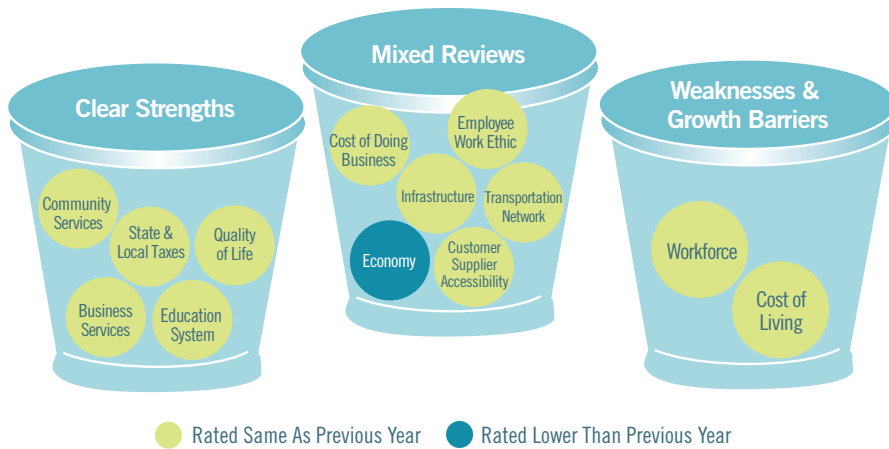 Clear Strengths
Community
Services
State &
Local Taxes
Quality
of Life
Business
Services
Education
System
Mixed Reviews
Cost of Doing
Business
Employee
Work Ethic
Infrastructure
Transportation
Network
Economy
Customer
Supplier
Accessibility
Weaknesses &
Growth Barriers
Workforce
Cost of
Living
Rated Same As Previous Year
Rated Lower Than Previous Year